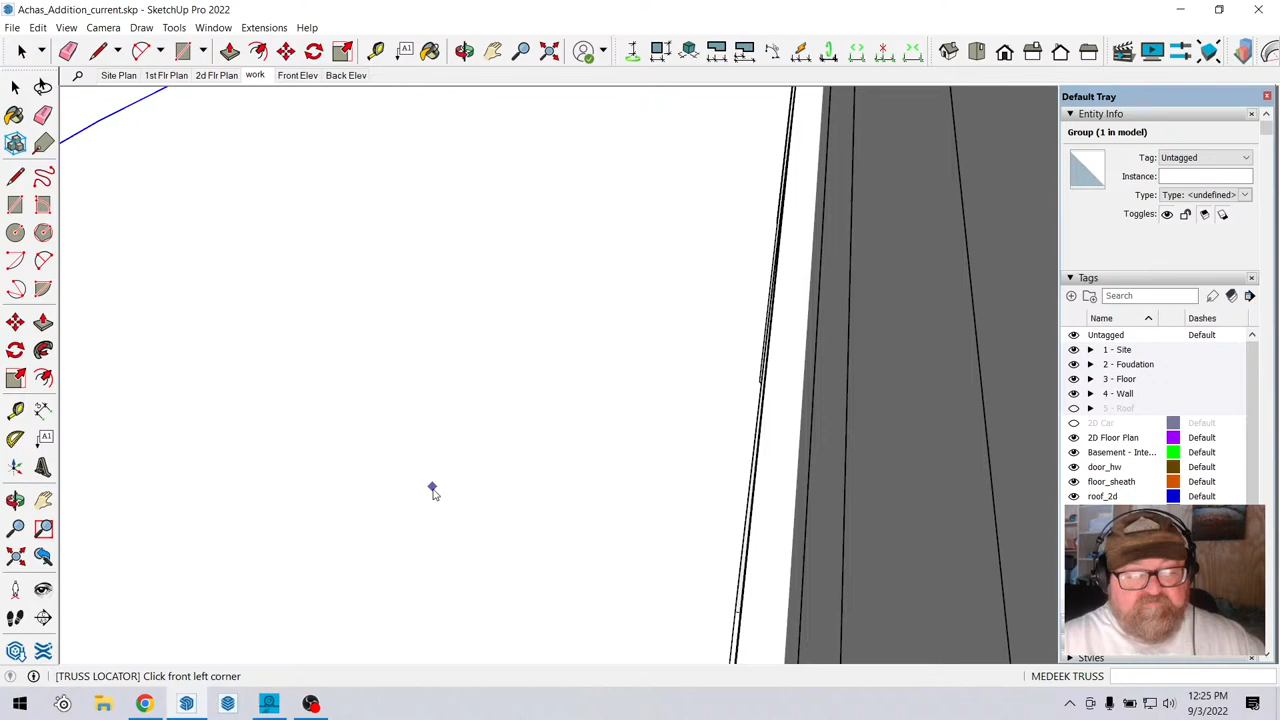 Achas_Addition_current.skp - SketchUp Pro 2022
File Edit View Camera Draw Tools Window Extensions Help
A1
Site Plan 1st Flr Plan 2d Flr Plan work Front Elev Back Elev
Default Tray
Entity Info
Group (1 in model)
Tag: Untagged
Instance:
Type: Type: <undefined>
Toggles:
Tags
Search
Name Dashes
Untagged Default
1 - Site
2 - Foudation
3 - Floor
4 - Wall
5 - Roof
2D Car Default
2D Floor Plan Default
Basement - Inte... Default
door_hw Default
floor_sheath Default
roof_2d Default
A1
Styles
[TRUSS LOCATOR] Click front left corner
MEDEEK TRUSS
12:25 PM
9/3/2022